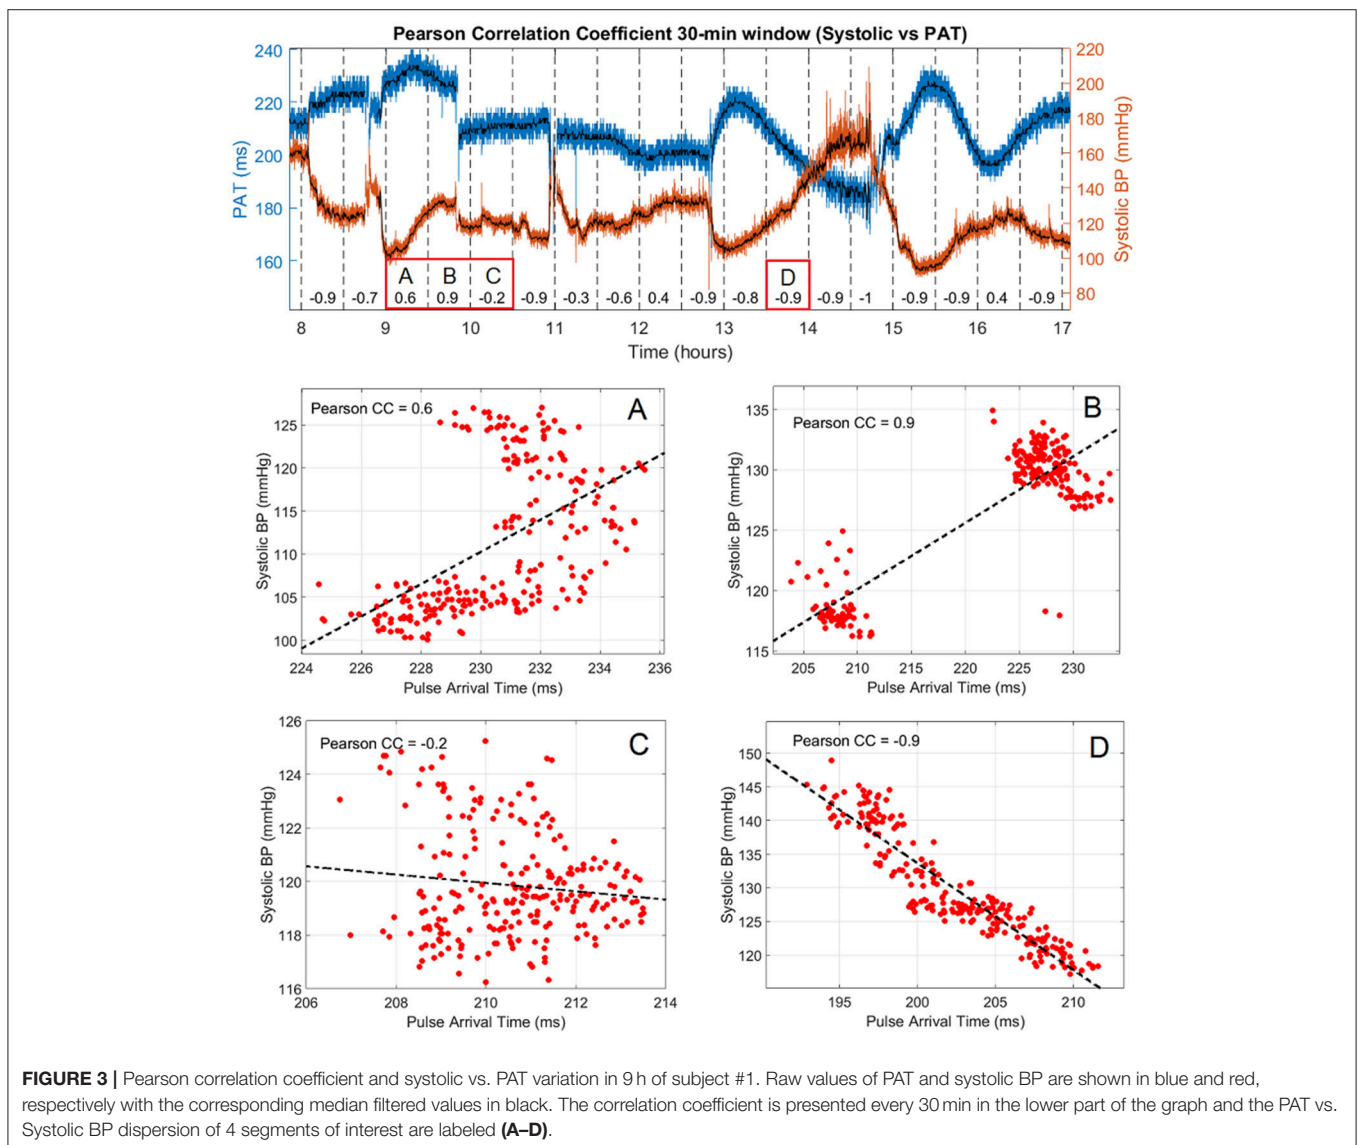 Pearson Correlation Coefficient 30-min window (Systolic vs PAT)
240
220
200
180
160
PAT (ms)
220
200
180
160
140
120
100
80
Systolic BP (mmHg)
A B C D
-0.9 -0.7 0.6 0.9 -0.2 -0.9 -0.3 -0.6 0.4 -0.9 -0.8 -0.9 -0.9 -1 -0.9 -0.9 0.4 -0.9
8 9 10 11 12 13 14 15 16 17
Time (hours)
Pearson CC = 0.6
A
125
120
115
110
105
100
Systolic BP (mmHg)
224 226 228 230 232 234 236
Pulse Arrival Time (ms)
Pearson CC = 0.9
B
135
130
125
120
115
Systolic BP (mmHg)
205 210 215 220 225 230
Pulse Arrival Time (ms)
Pearson CC = -0.2
C
126
124
122
120
118
116
Systolic BP (mmHg)
206 208 210 212 214
Pulse Arrival Time (ms)
Pearson CC = -0.9
D
150
145
140
135
130
125
120
Systolic BP (mmHg)
195 200 205 210
Pulse Arrival Time (ms)
FIGURE 3 | Pearson correlation coefficient and systolic vs. PAT variation in 9 h of subject #1. Raw values of PAT and systolic BP are shown in blue and red,
respectively with the corresponding median filtered values in black. The correlation coefficient is presented every 30 min in the lower part of the graph and the PAT vs.
Systolic BP dispersion of 4 segments of interest are labeled (A–D).